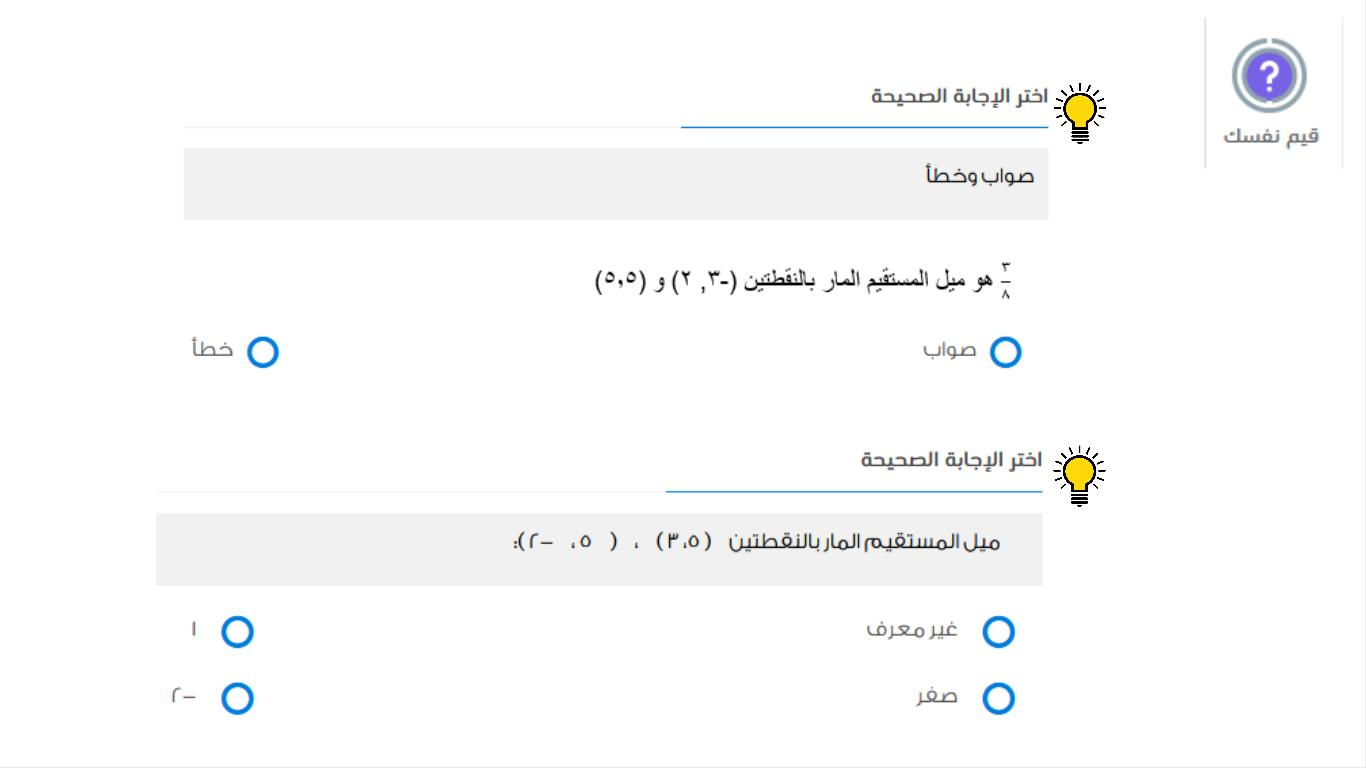 قيم نفسك
اختر الإجابة الصحيحة
صواب وخطأ
٣/٨ هو ميل المستقيم المار بالنقطتين (-٣, ٢) و (٥,٥)
صواب
خطأ
اختر الإجابة الصحيحة
ميل المستقيم المار بالنقطتين (٣،٥) ، ( ٥، –٢):
غير معرف
١
صفر
–٢